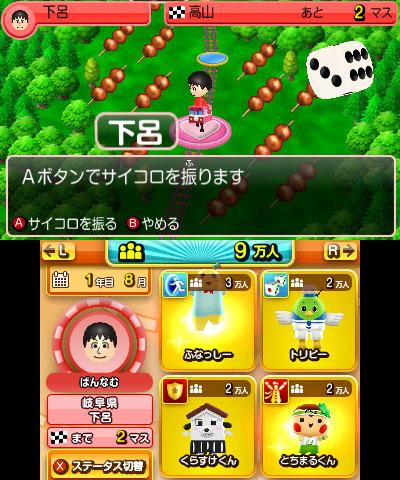 下呂
高山 あと 2 マス
下呂
Aボタンでサイコロを振ります
ふ
Aサイコロを振る Bやめる
L 9万人 R
1年目 8月
ばんなむ
岐阜県
下呂
まで 2マス
Xステータス切替
3万人
ふなっしー
2万人
トリピー
2万人
くらすけくん
2万人
とちまるくん